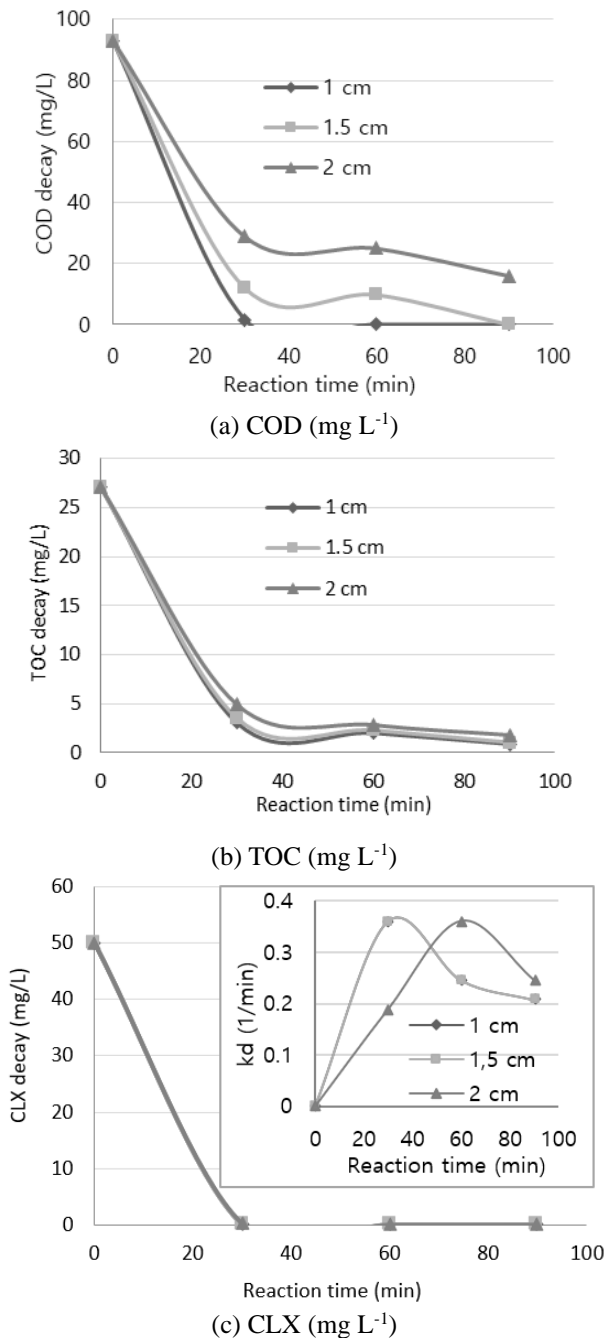 100
80
60
40
20
0
COD decay (mg/L)
1 cm
1.5 cm
2 cm
0 20 40 60 80 100
Reaction time (min)
(a) COD (mg L-1)
30
25
20
15
10
5
0
TOC decay (mg/L)
1 cm
1.5 cm
2 cm
0 20 40 60 80 100
Reaction time (min)
(b) TOC (mg L-1)
60
50
40
30
20
10
0
CLX decay (mg/L)
0.4
0.3
0.2
0.1
0
kd (1/min)
1 cm
1,5 cm
2 cm
0 20 40 60 80 100
Reaction time (min)
0 20 40 60 80 100
Reaction time (min)
(c) CLX (mg L-1)